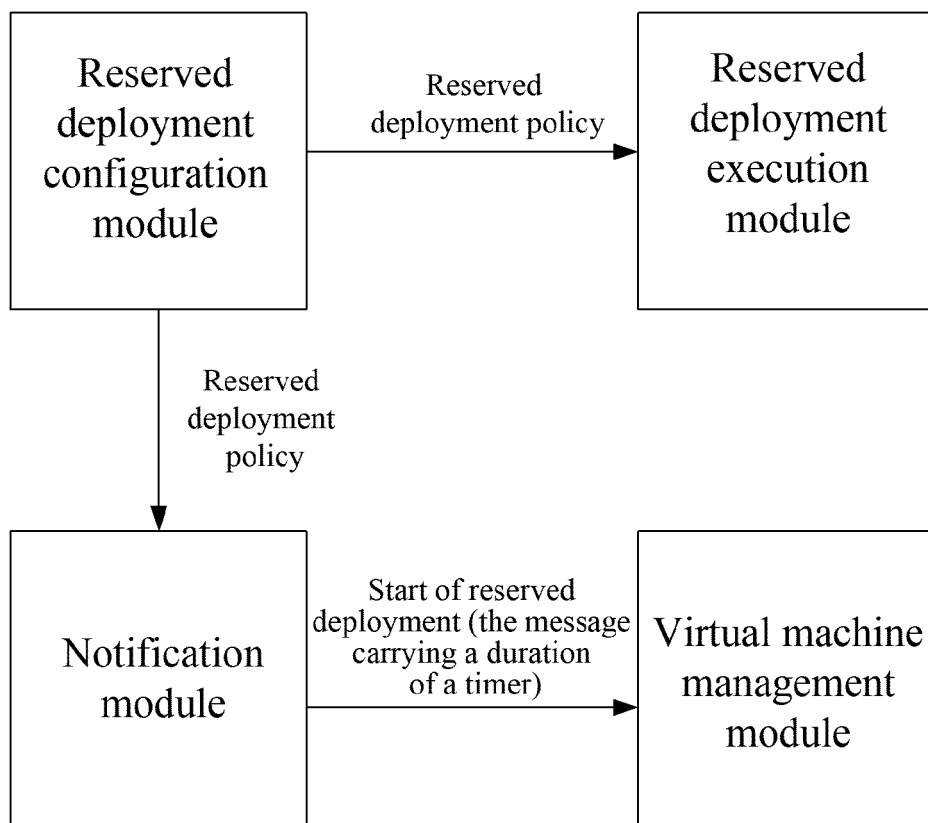 Reserved
deployment
configuration
module
Reserved
deployment policy
Reserved
deployment
execution
module
Reserved
deployment
policy
Notification
module
Start of reserved
deployment (the message
carrying a duration
of a timer)
Virtual machine
management
module